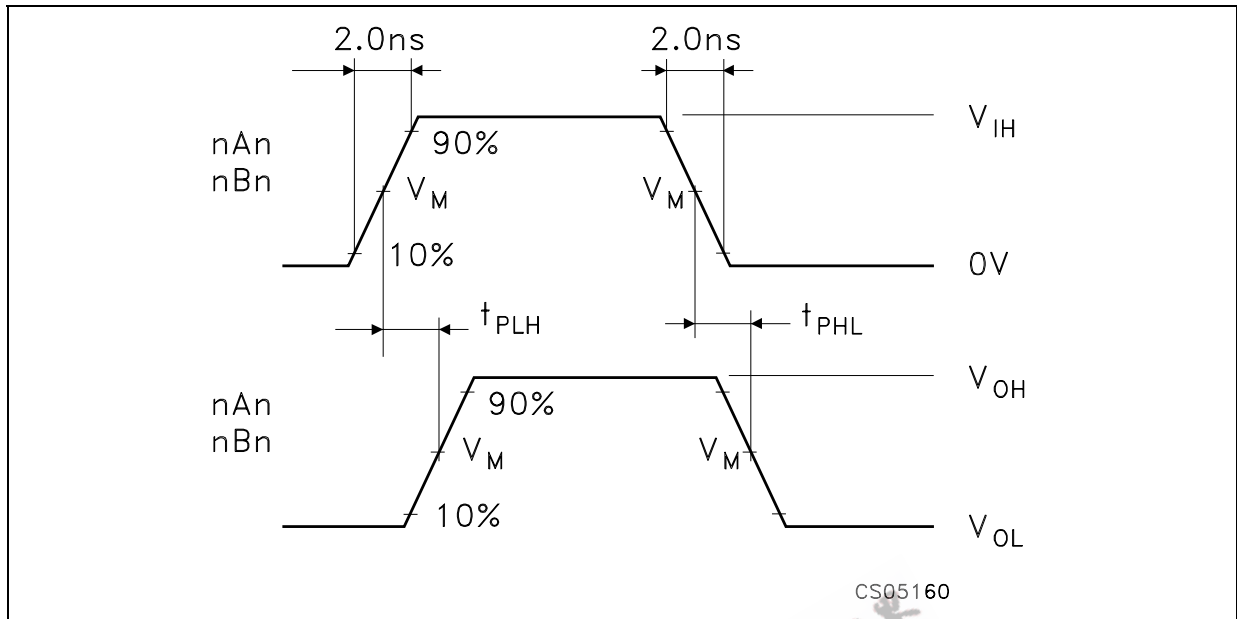 2.0ns 2.0ns
nAn
nBn
90%
V_M V_M
10%
V_IH
0V
t_PLH t_PHL
nAn
nBn
90%
V_M V_M
10%
V_OH
V_OL
CS05160